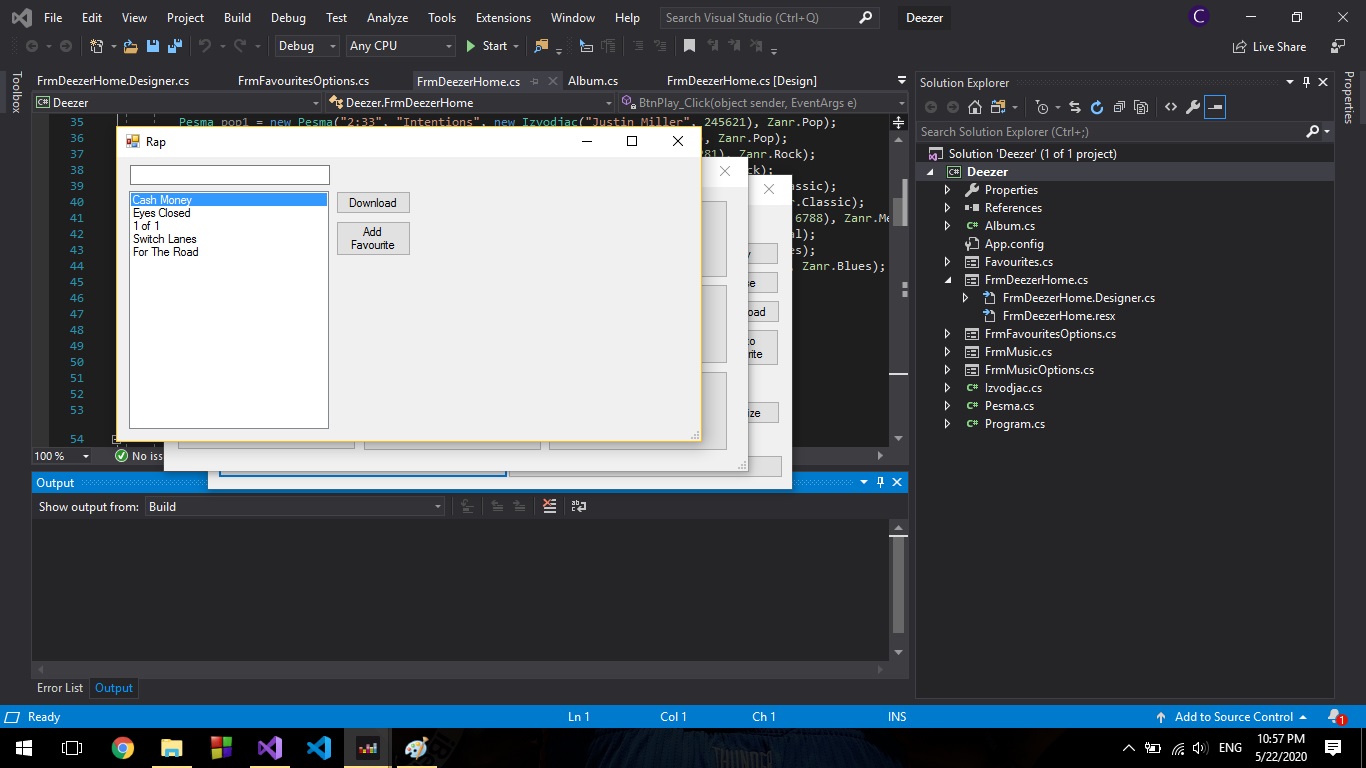 File Edit View Project Build Debug Test Analyze Tools Extensions Window Help Search Visual Studio (Ctrl+Q) Deezer C
Debug Any CPU Start Live Share
Toolbox
FrmDeezerHome.Designer.cs FrmFavouritesOptions.cs FrmDeezerHome.cs Album.cs FrmDeezerHome.cs [Design]
Deezer Deezer.FrmDeezerHome BtnPlay_Click(object sender, EventArgs e)
35 Pesma pop1 = new Pesma("2:33", "Intentions", new Izvodjac("Justin Miller", 245621), Zanr.Pop);
36 , Zanr.Pop);
37 281), Zanr.Rock);
38 ck);
39 assic);
40 .Classic);
41 6788), Zanr.Me
42 al);
43 es);
44 , Zanr.Blues);
45
46
47
48
49
50
51
52
53
54
Rap
Cash Money
Eyes Closed
1 of 1
Switch Lanes
For The Road
Download
Add
Favourite
y
se
oad
to
rite
ize
100 % No iss
Output
Show output from: Build
Error List Output
Solution Explorer
Search Solution Explorer (Ctrl+;)
Solution 'Deezer' (1 of 1 project)
Deezer
Properties
References
Album.cs
App.config
Favourites.cs
FrmDeezerHome.cs
FrmDeezerHome.Designer.cs
FrmDeezerHome.resx
FrmFavouritesOptions.cs
FrmMusic.cs
FrmMusicOptions.cs
Izvodjac.cs
Pesma.cs
Program.cs
Properties
Ready Ln 1 Col 1 Ch 1 INS Add to Source Control 1
THUNDER
ENG 10:57 PM
5/22/2020